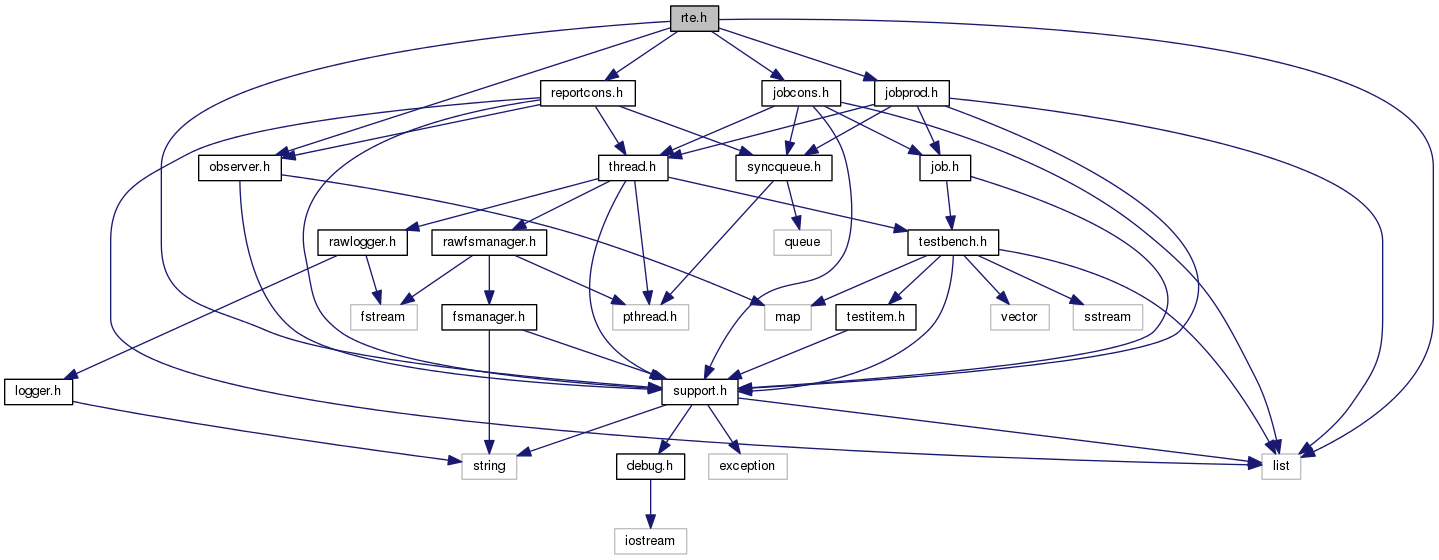 rte.h
reportcons.h
jobcons.h
jobprod.h
observer.h
thread.h
syncqueue.h
job.h
rawlogger.h
rawfsmanager.h
queue
testbench.h
fstream
fsmanager.h
pthread.h
map
testitem.h
vector
sstream
logger.h
support.h
string
debug.h
exception
list
iostream